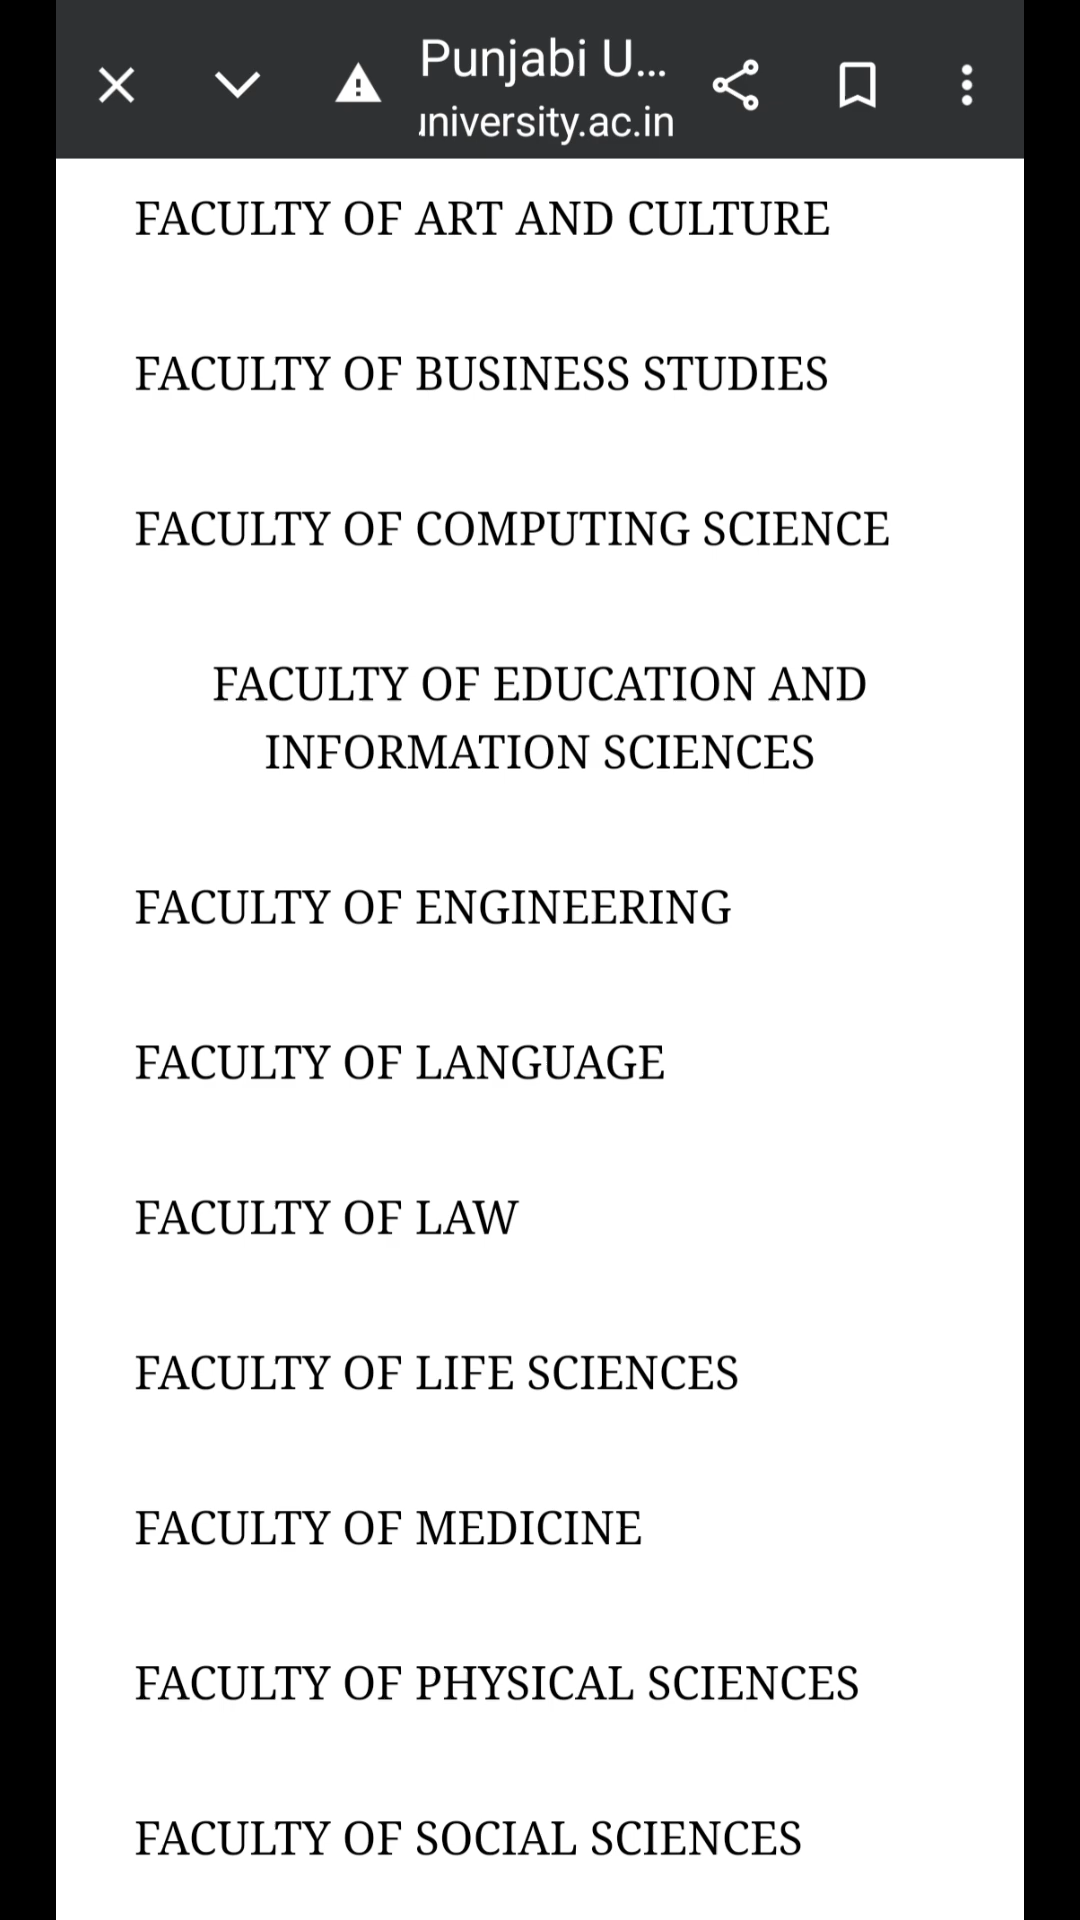 Punjabi U...
university.ac.in
FACULTY OF ART AND CULTURE
FACULTY OF BUSINESS STUDIES
FACULTY OF COMPUTING SCIENCE
FACULTY OF EDUCATION AND
INFORMATION SCIENCES
FACULTY OF ENGINEERING
FACULTY OF LANGUAGE
FACULTY OF LAW
FACULTY OF LIFE SCIENCES
FACULTY OF MEDICINE
FACULTY OF PHYSICAL SCIENCES
FACULTY OF SOCIAL SCIENCES